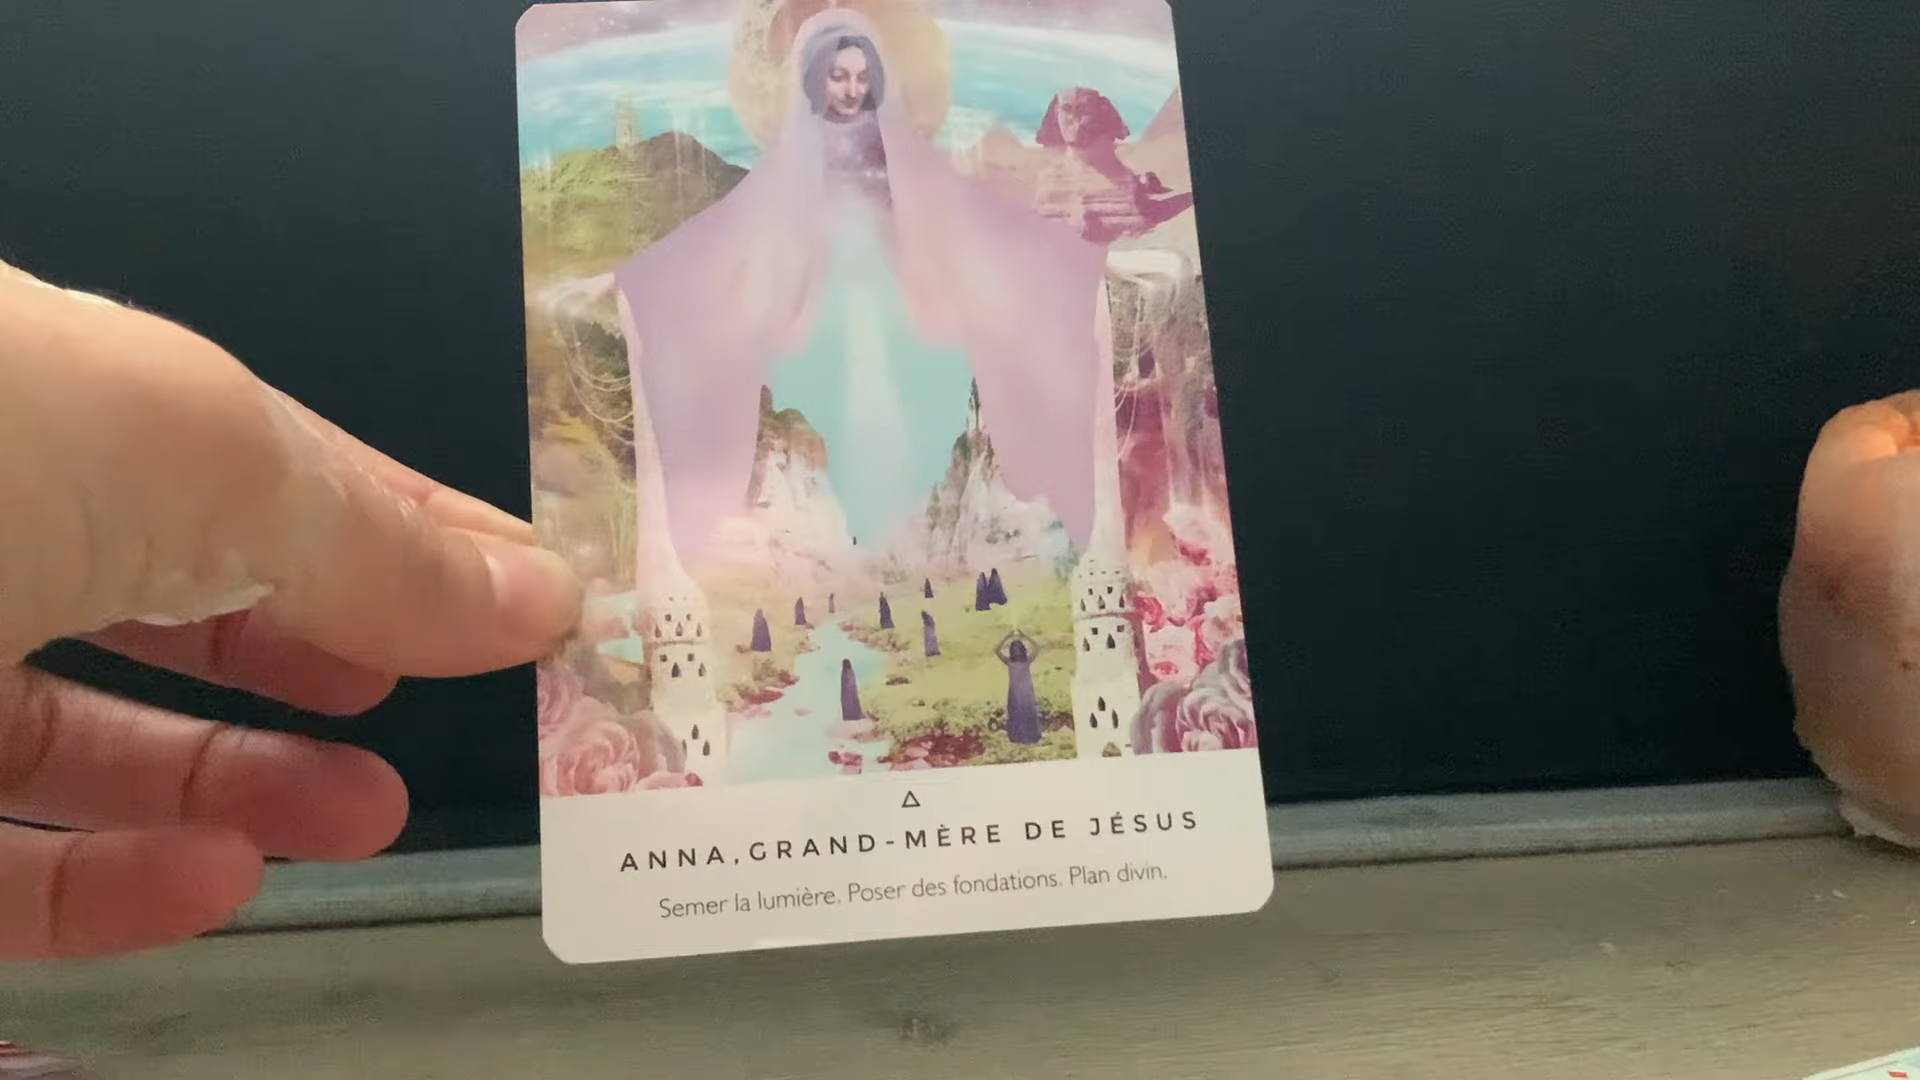 ANNA, GRAND-MÈRE DE JÉSUS
Semer la lumière. Poser des fondations. Plan divin.